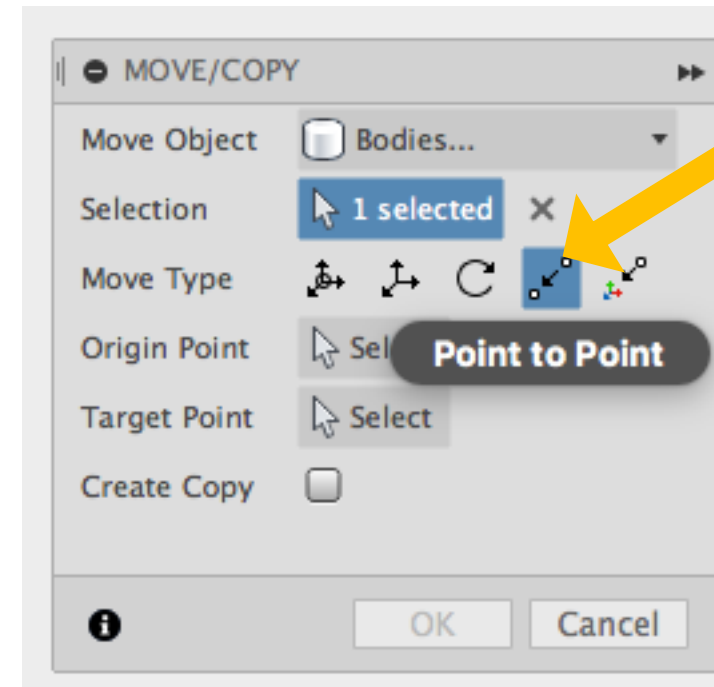 MOVE/COPY
Move Object Bodies...
Selection 1 selected
Move Type
Origin Point Sel
Point to Point
Target Point Select
Create Copy
OK Cancel